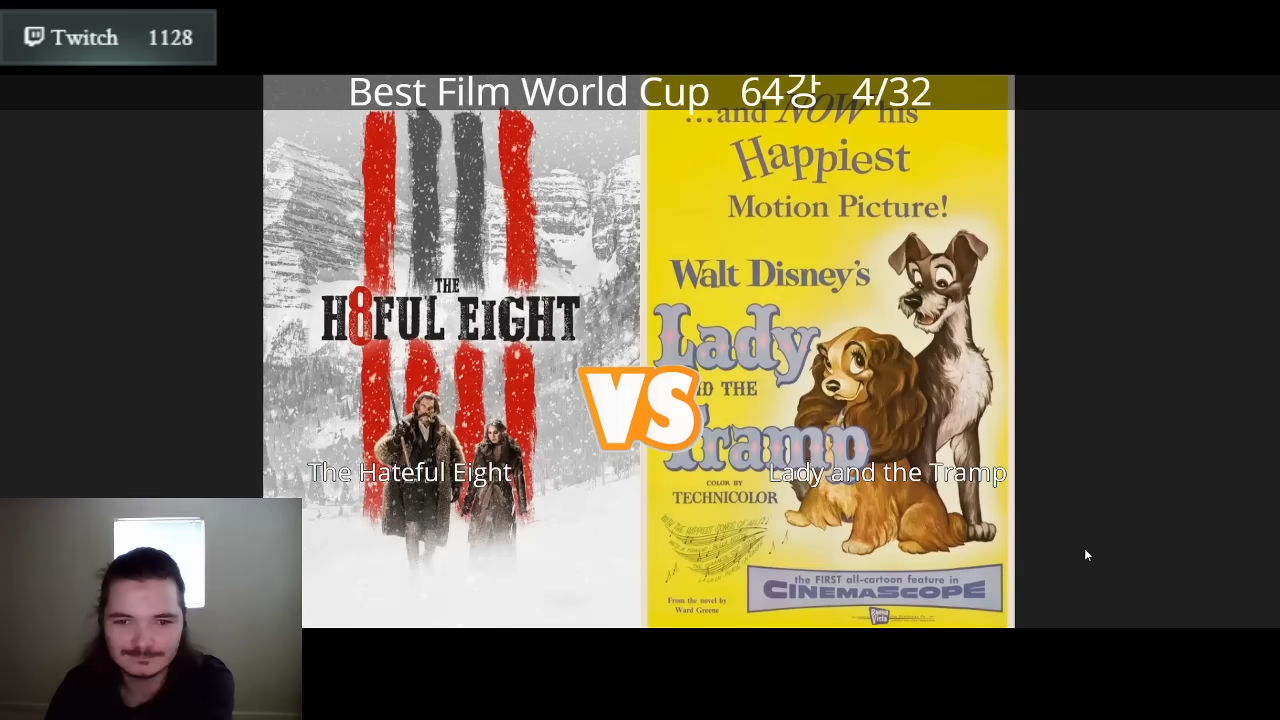 Twitch 1128
Best Film World Cup 64강 4/32
...and NOW his
Happiest
Motion Picture!
Walt Disney's
Lady
AND THE
Tramp
THE
H8FUL EIGHT
VS
The Hateful Eight
Lady and the Tramp
COLOR BY
TECHNICOLOR
the FIRST all-cartoon feature in
CINEMASCOPE
From the novel by
Ward Greene
Buena
Vista